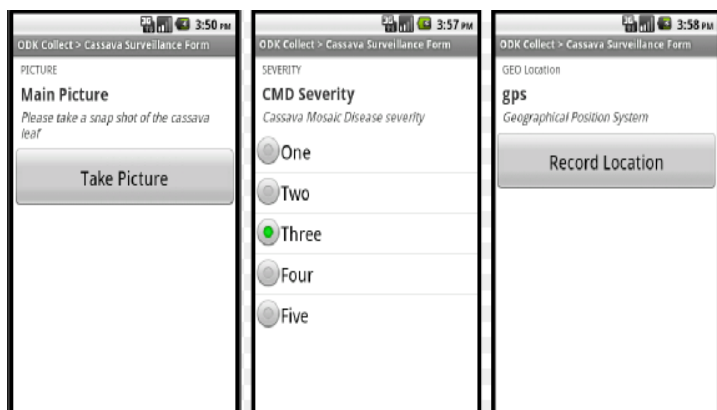 3:50 PM
ODK Collect > Cassava Surveillance Form
PICTURE
Main Picture
Please take a snap shot of the cassava
leaf
Take Picture
3G
3:57 PM
ODK Collect > Cassava Surveillance Form
SEVERITY
CMD Severity
Cassava Mosaic Disease severity
One
Two
Three
Four
Five
3:58 PM
ODK Collect > Cassava Surveillance Form
GEO Location
gps
Geographical Position System
Record Location